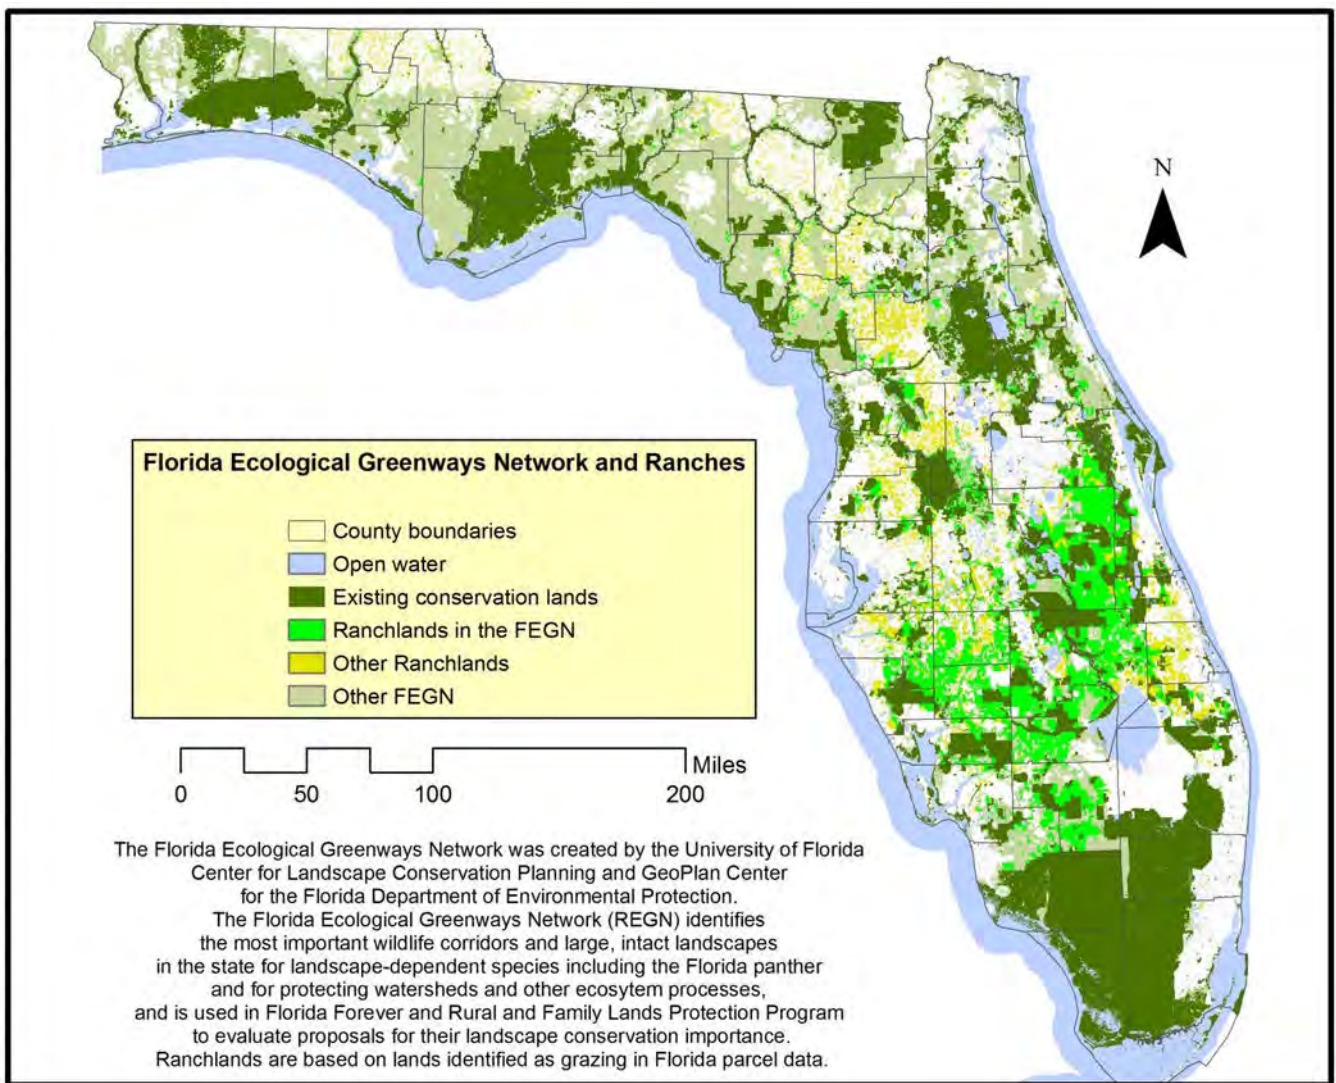 N
Florida Ecological Greenways Network and Ranches
County boundaries
Open water
Existing conservation lands
Ranchlands in the FEGN
Other Ranchlands
Other FEGN
Miles
0 50 100 200
The Florida Ecological Greenways Network was created by the University of Florida
Center for Landscape Conservation Planning and GeoPlan Center
for the Florida Department of Environmental Protection.
The Florida Ecological Greenways Network (REGN) identifies
the most important wildlife corridors and large, intact landscapes
in the state for landscape-dependent species including the Florida panther
and for protecting watersheds and other ecosytem processes,
and is used in Florida Forever and Rural and Family Lands Protection Program
to evaluate proposals for their landscape conservation importance.
Ranchlands are based on lands identified as grazing in Florida parcel data.